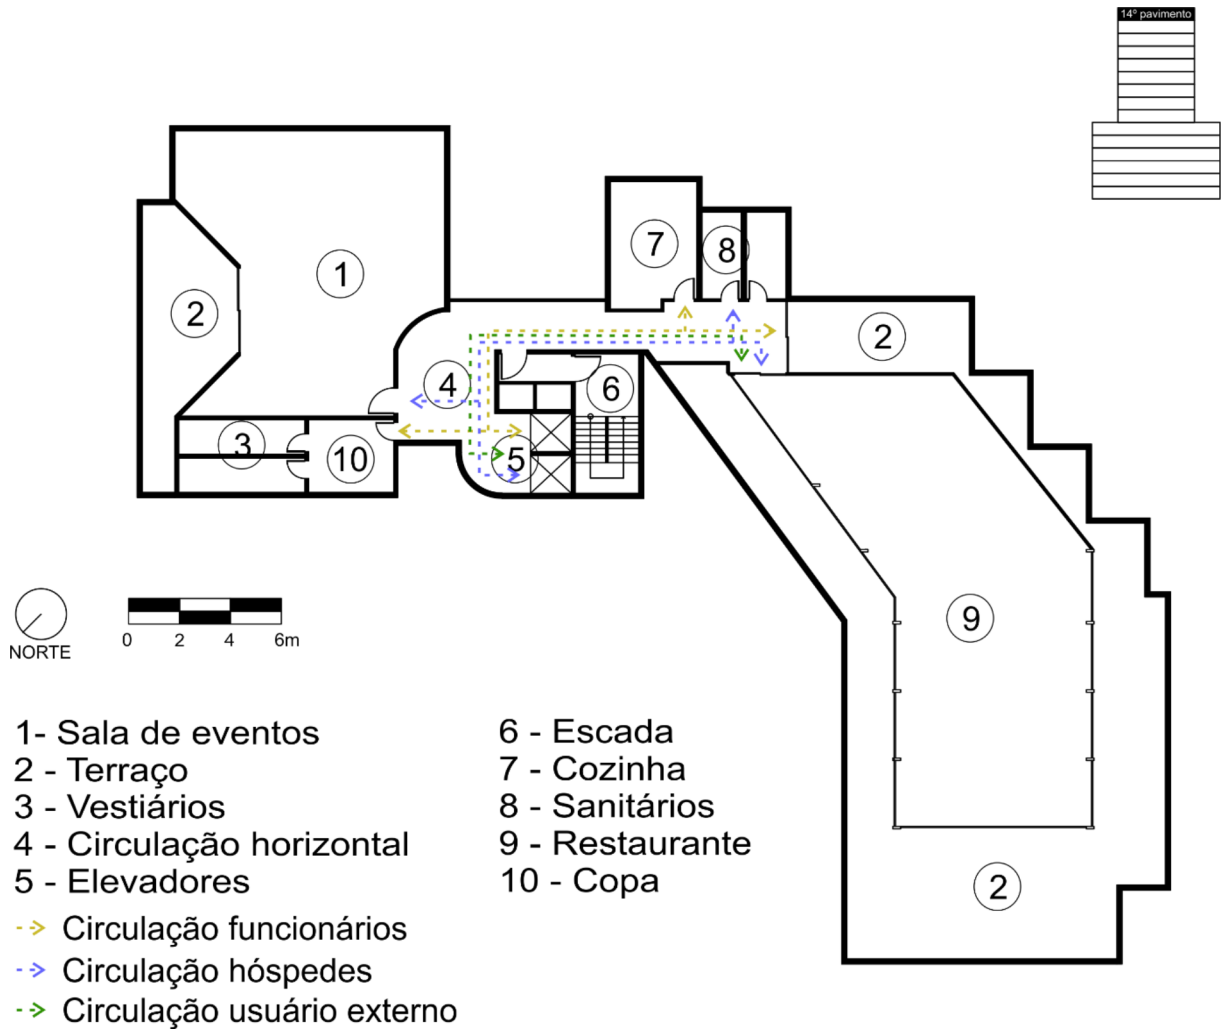 14º pavimento
1
2
3
4
5
6
7
8
2
9
10
2
NORTE
0 2 4 6m
1- Sala de eventos
2 - Terraço
3 - Vestiários
4 - Circulação horizontal
5 - Elevadores
6 - Escada
7 - Cozinha
8 - Sanitários
9 - Restaurante
10 - Copa
Circulação funcionários
Circulação hóspedes
Circulação usuário externo